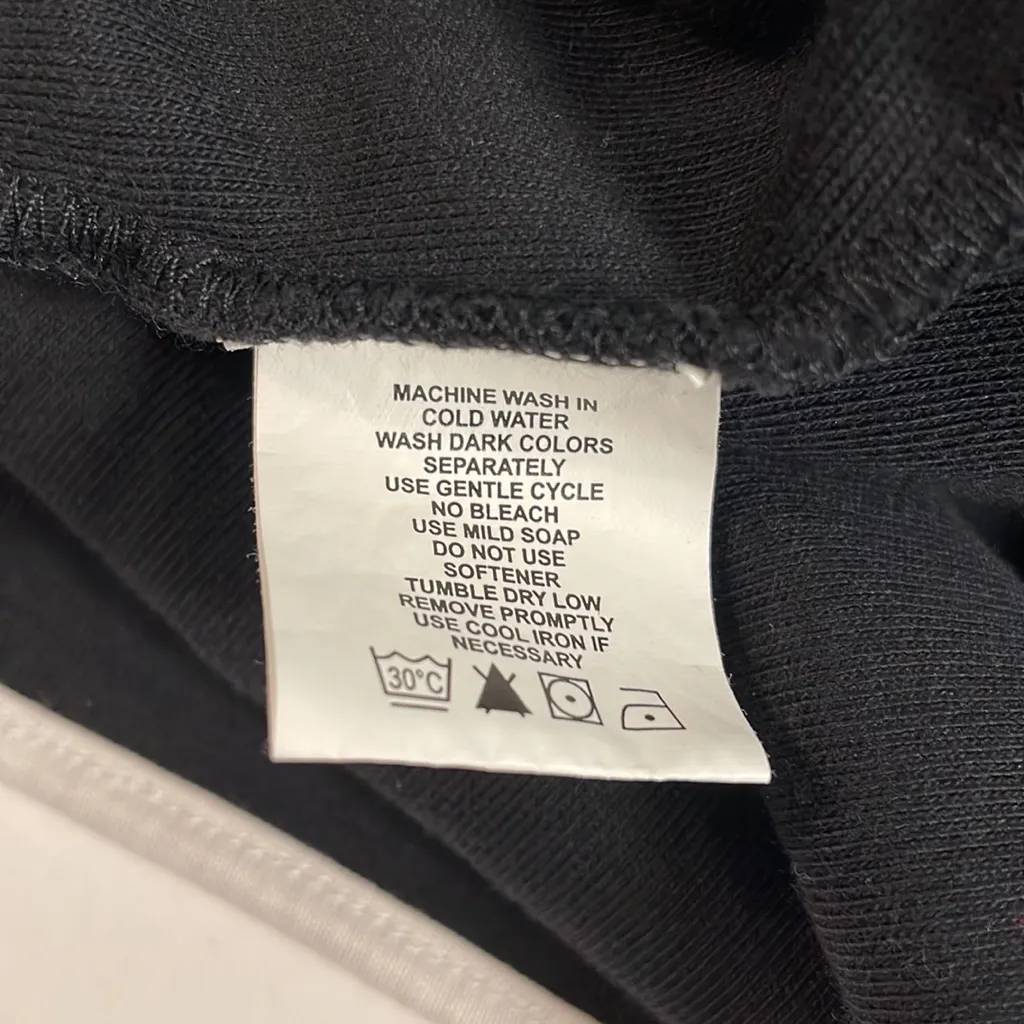 MACHINE WASH IN
COLD WATER
WASH DARK COLORS
SEPARATELY
USE GENTLE CYCLE
NO BLEACH
USE MILD SOAP
DO NOT USE
SOFTENER
TUMBLE DRY LOW
REMOVE PROMPTLY
USE COOL IRON IF
NECESSARY
30°C